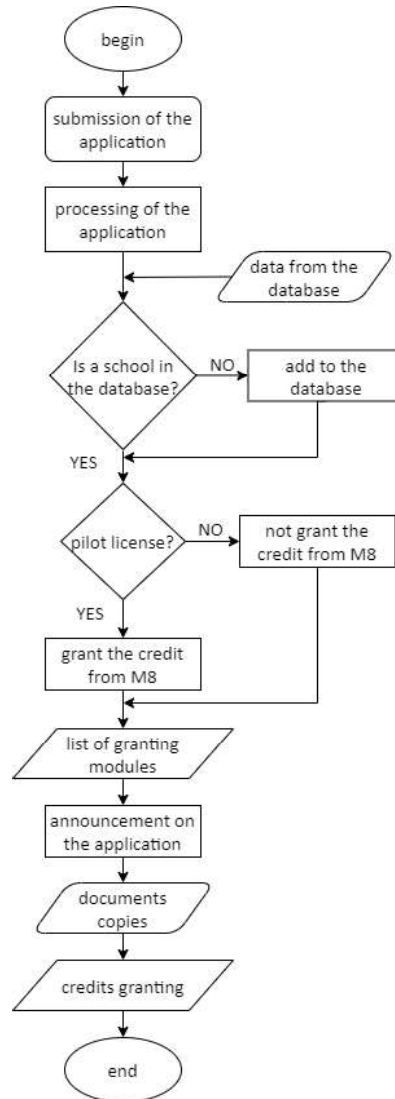 begin
submission of the
application
processing of the
application
data from the
database
Is a school in
the database?
NO
add to the
database
YES
pilot license?
NO
not grant the
credit from M8
YES
grant the credit
from M8
list of granting
modules
announcement on
the application
documents
copies
credits granting
end